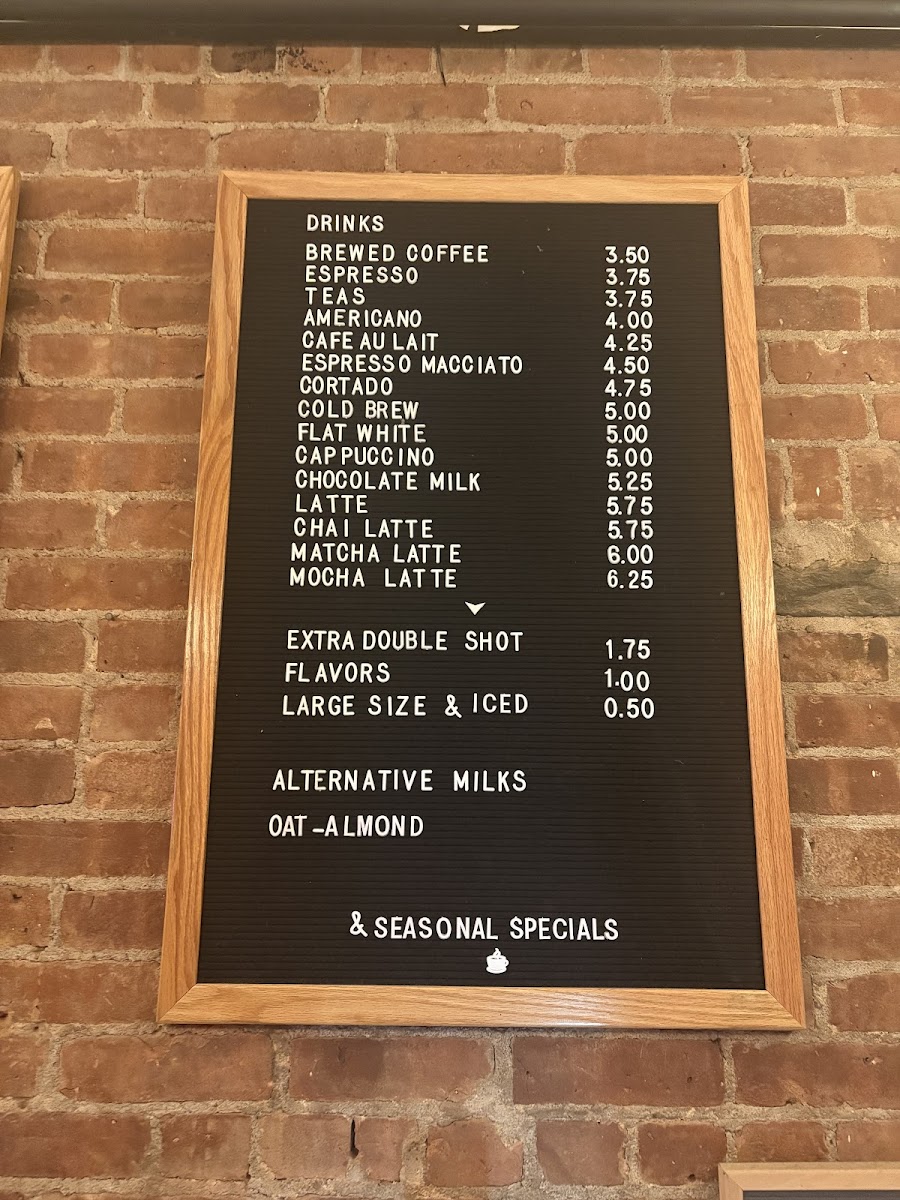 DRINKS
BREWED COFFEE 3.50
ESPRESSO 3.75
TEAS 3.75
AMERICANO 4.00
CAFE AU LAIT 4.25
ESPRESSO MACCIATO 4.50
CORTADO 4.75
COLD BREW 5.00
FLAT WHITE 5.00
CAPPUCCINO 5.00
CHOCOLATE MILK 5.25
LATTE 5.75
CHAI LATTE 5.75
MATCHA LATTE 6.00
MOCHA LATTE 6.25
EXTRA DOUBLE SHOT 1.75
FLAVORS 1.00
LARGE SIZE & ICED 0.50
ALTERNATIVE MILKS
OAT-ALMOND
& SEASONAL SPECIALS